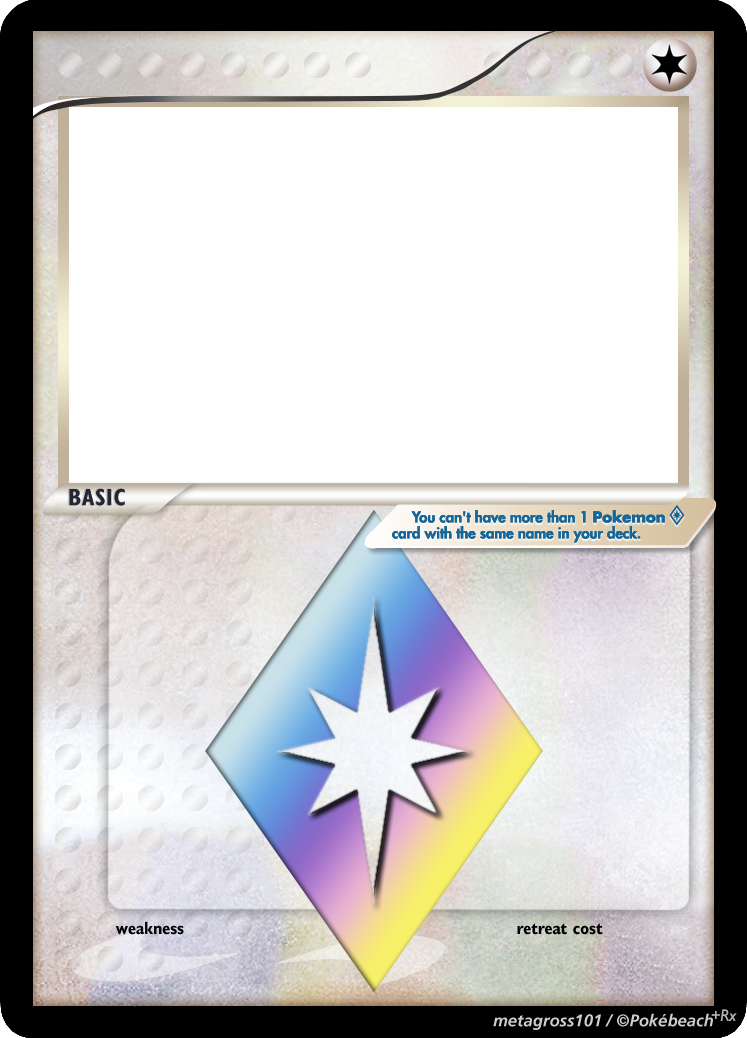 BASIC
You can't have more than 1 Pokemon
card with the same name in your deck.
weakness retreat cost
metagross101 / ©Pokébeach+Rx